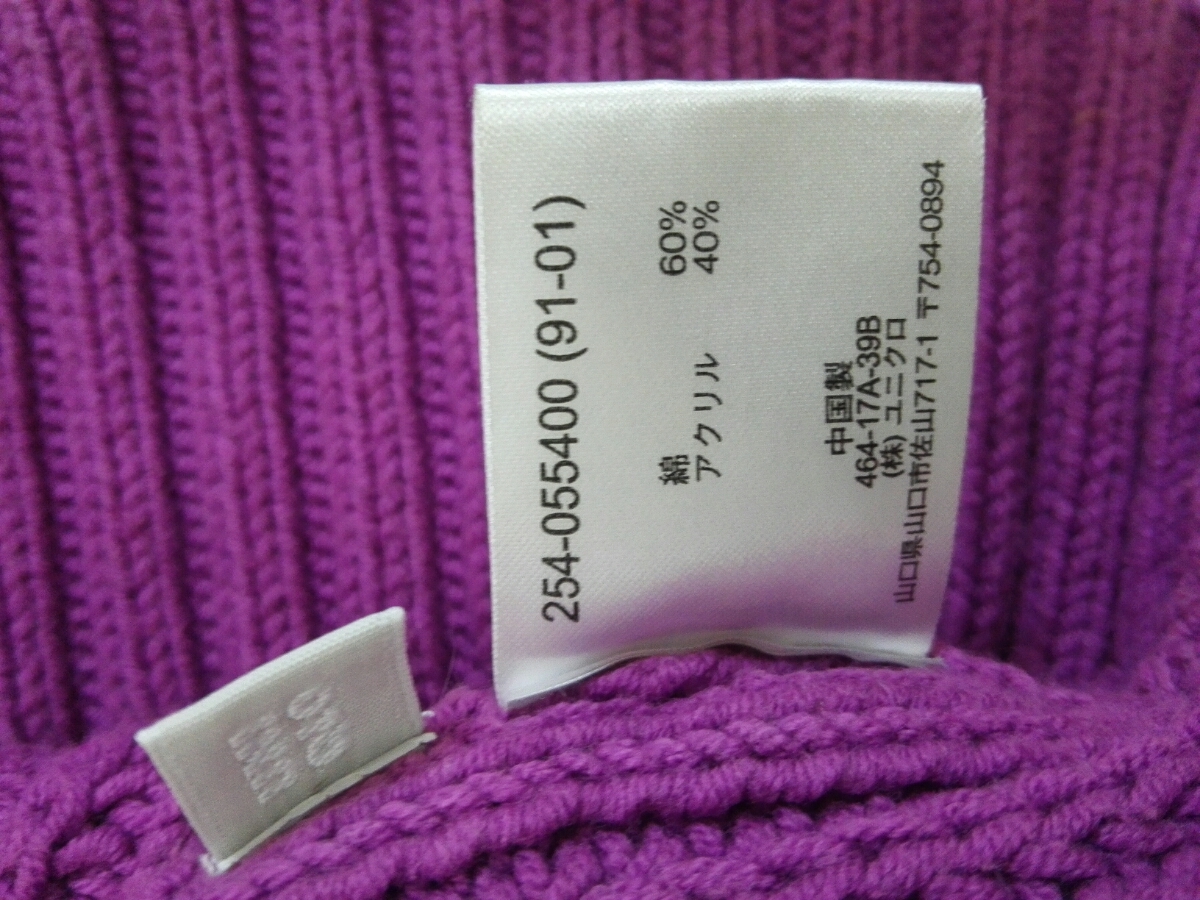 254-055400 (91-01)
綿 60%
アクリル 40%
中国製
464-17A-39B
(株) ユニクロ
山口県山口市佐山717-1 〒754-0894